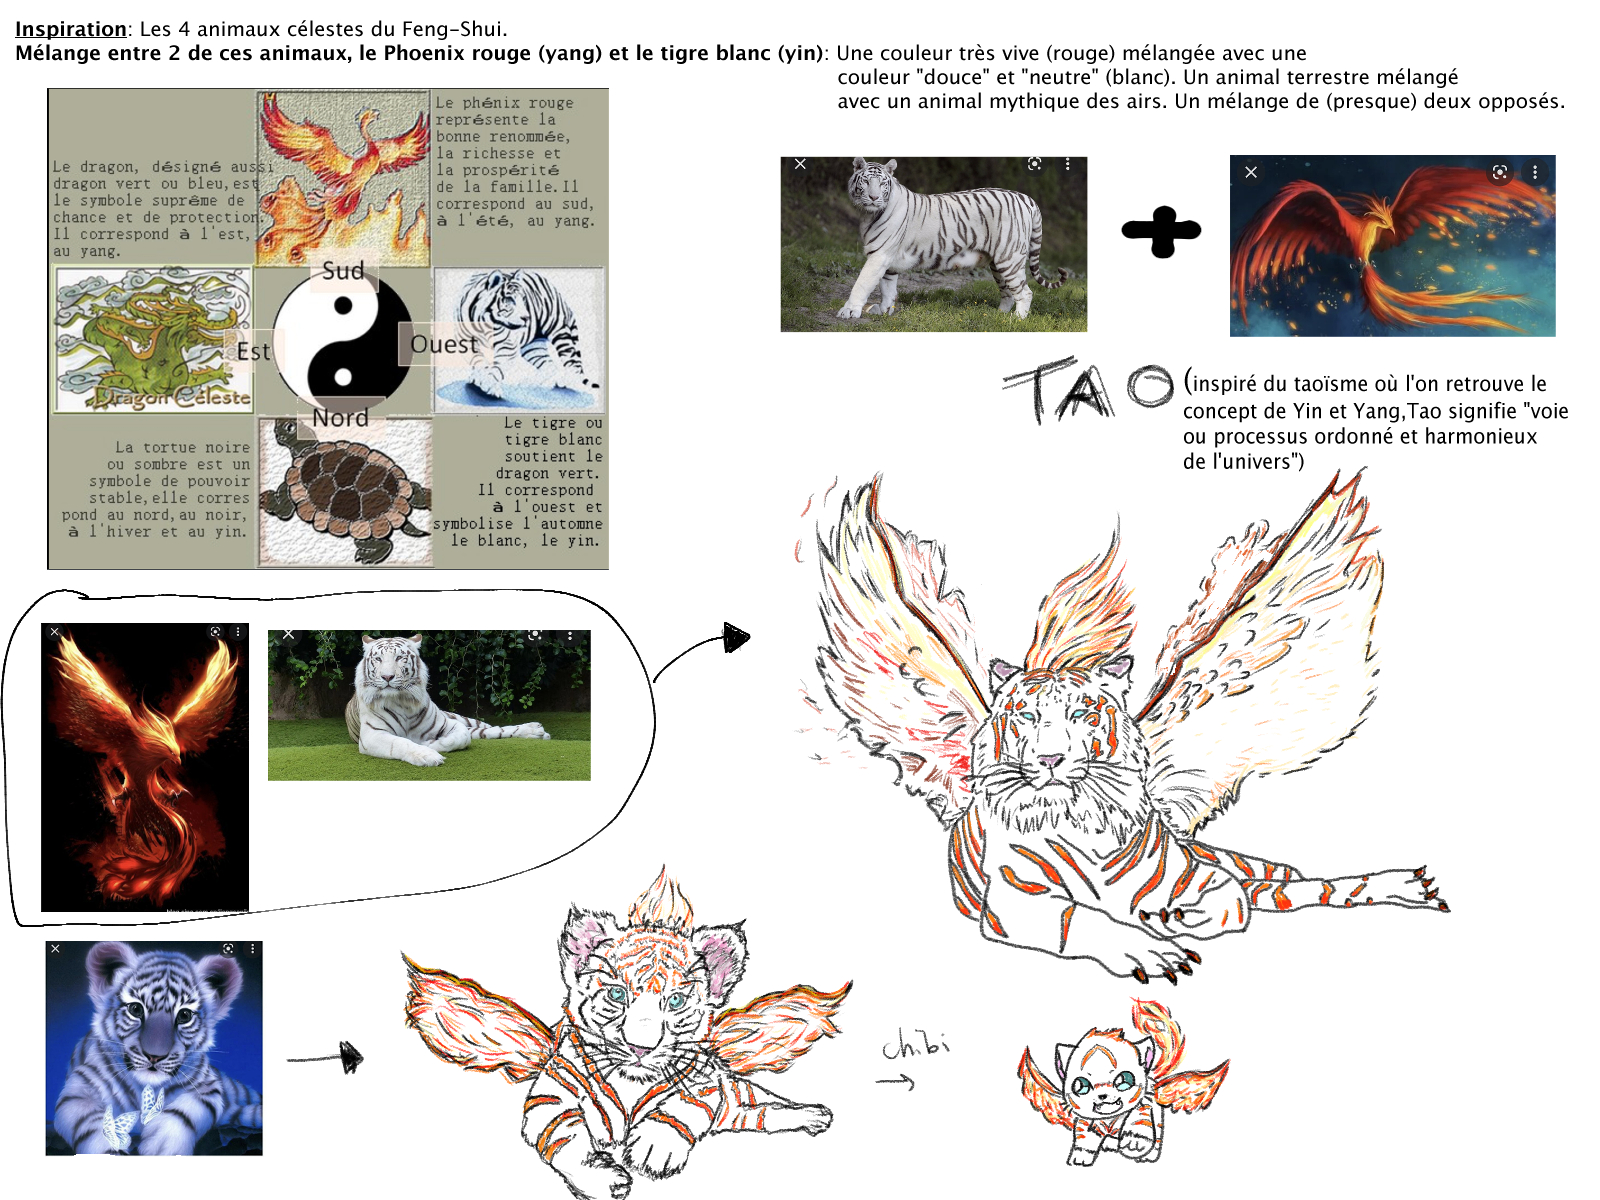 Inspiration: Les 4 animaux célestes du Feng-Shui.
Mélange entre 2 de ces animaux, le Phoenix rouge (yang) et le tigre blanc (yin): Une couleur très vive (rouge) mélangée avec une
couleur "douce" et "neutre" (blanc). Un animal terrestre mélangé
avec un animal mythique des airs. Un mélange de (presque) deux opposés.
Le phénix rouge
représente la
bonne renommée,
la richesse et
la prospérité
de la famille.Il
correspond au sud,
à l'été, au yang.
Le dragon, désigné aussi
dragon vert ou bleu,est
le symbole suprême de
chance et de protection.
Il correspond à l'est,
au yang.
Sud
Est
Ouest
Nord
Dragon Céleste
La tortue noire
ou sombre est un
symbole de pouvoir
stable,elle corres
pond au nord,au noir,
à l'hiver et au yin.
Le tigre ou
tigre blanc
soutient le
dragon vert.
Il correspond
à l'ouest et
symbolise l'automne
le blanc, le yin.
TAO (inspiré du taoïsme où l'on retrouve le
concept de Yin et Yang,Tao signifie "voie
ou processus ordonné et harmonieux
de l'univers")
chibi